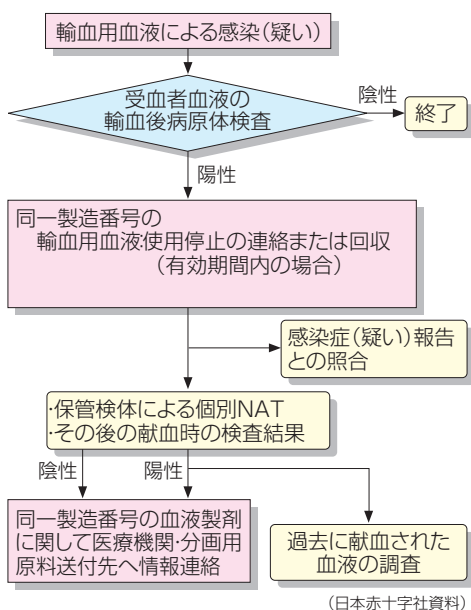 輸血用血液による感染（疑い）
受血者血液の
輸血後病原体検査
陰性
終了
陽性
同一製造番号の
輸血用血液:使用停止の連絡または回収
（有効期間内の場合）
感染症（疑い）報告
との照合
・保管検体による個別NAT
・その後の献血時の検査結果
陰性
陽性
同一製造番号の血液製剤
に関して医療機関・分画用
原料送付先へ情報連絡
過去に献血された
血液の調査
（日本赤十字社資料）